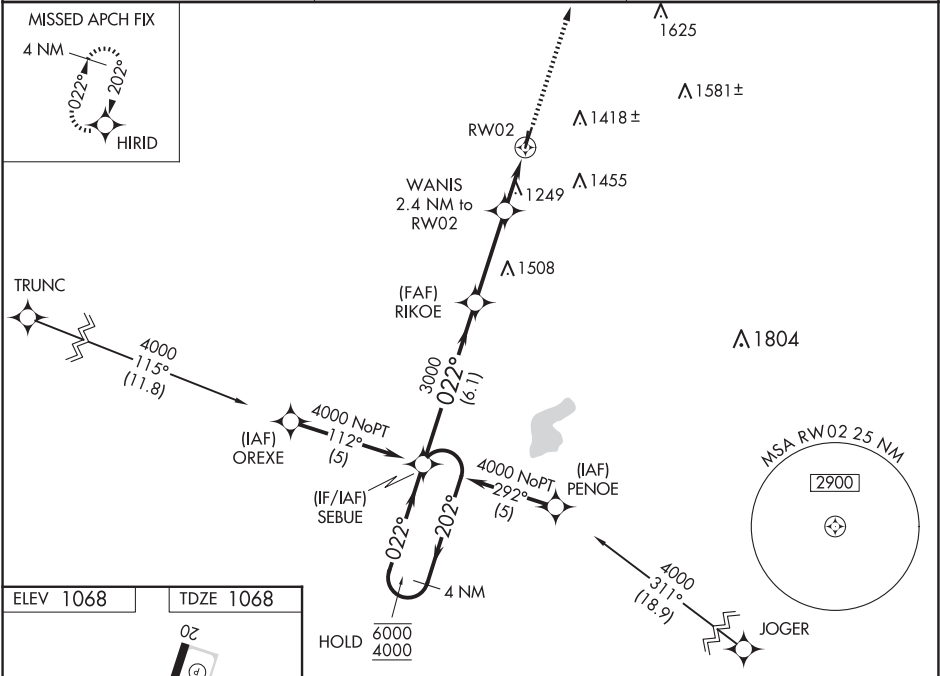 MISSED APCH FIX
4 NM
022°
202°
HIRID
1625
1581 ±
1418 ±
RW02
WANIS
2.4 NM to
RW02
1249
1455
1508
TRUNC
(FAF)
RIKOE
1804
4000
115°
(11.8)
3000
022°
(6.1)
4000 NoPT
112°
(5)
(IAF)
OREXE
(IF/IAF)
SEBUE
4000 NoPT
292°
(5)
(IAF)
PENOE
MSA RW02 25 NM
2900
022°
202°
4 NM
HOLD
6000
4000
4000
311°
(18.9)
JOGER
ELEV 1068
TDZE 1068
20
P